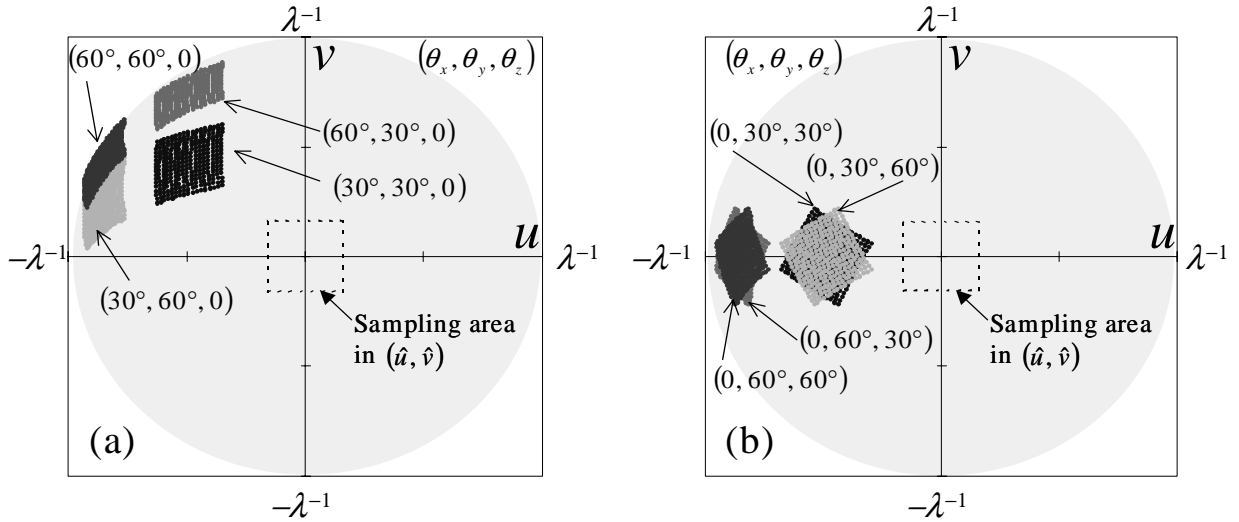 λ⁻¹
(60°, 60°, 0)
v
(θx, θy, θz)
(60°, 30°, 0)
(30°, 30°, 0)
u
−λ⁻¹
λ⁻¹
(30°, 60°, 0)
Sampling area
in (û, v̂)
(a)
−λ⁻¹
λ⁻¹
(θx, θy, θz)
v
(0, 30°, 30°)
(0, 30°, 60°)
u
−λ⁻¹
λ⁻¹
Sampling area
in (û, v̂)
(0, 60°, 30°)
(0, 60°, 60°)
(b)
−λ⁻¹